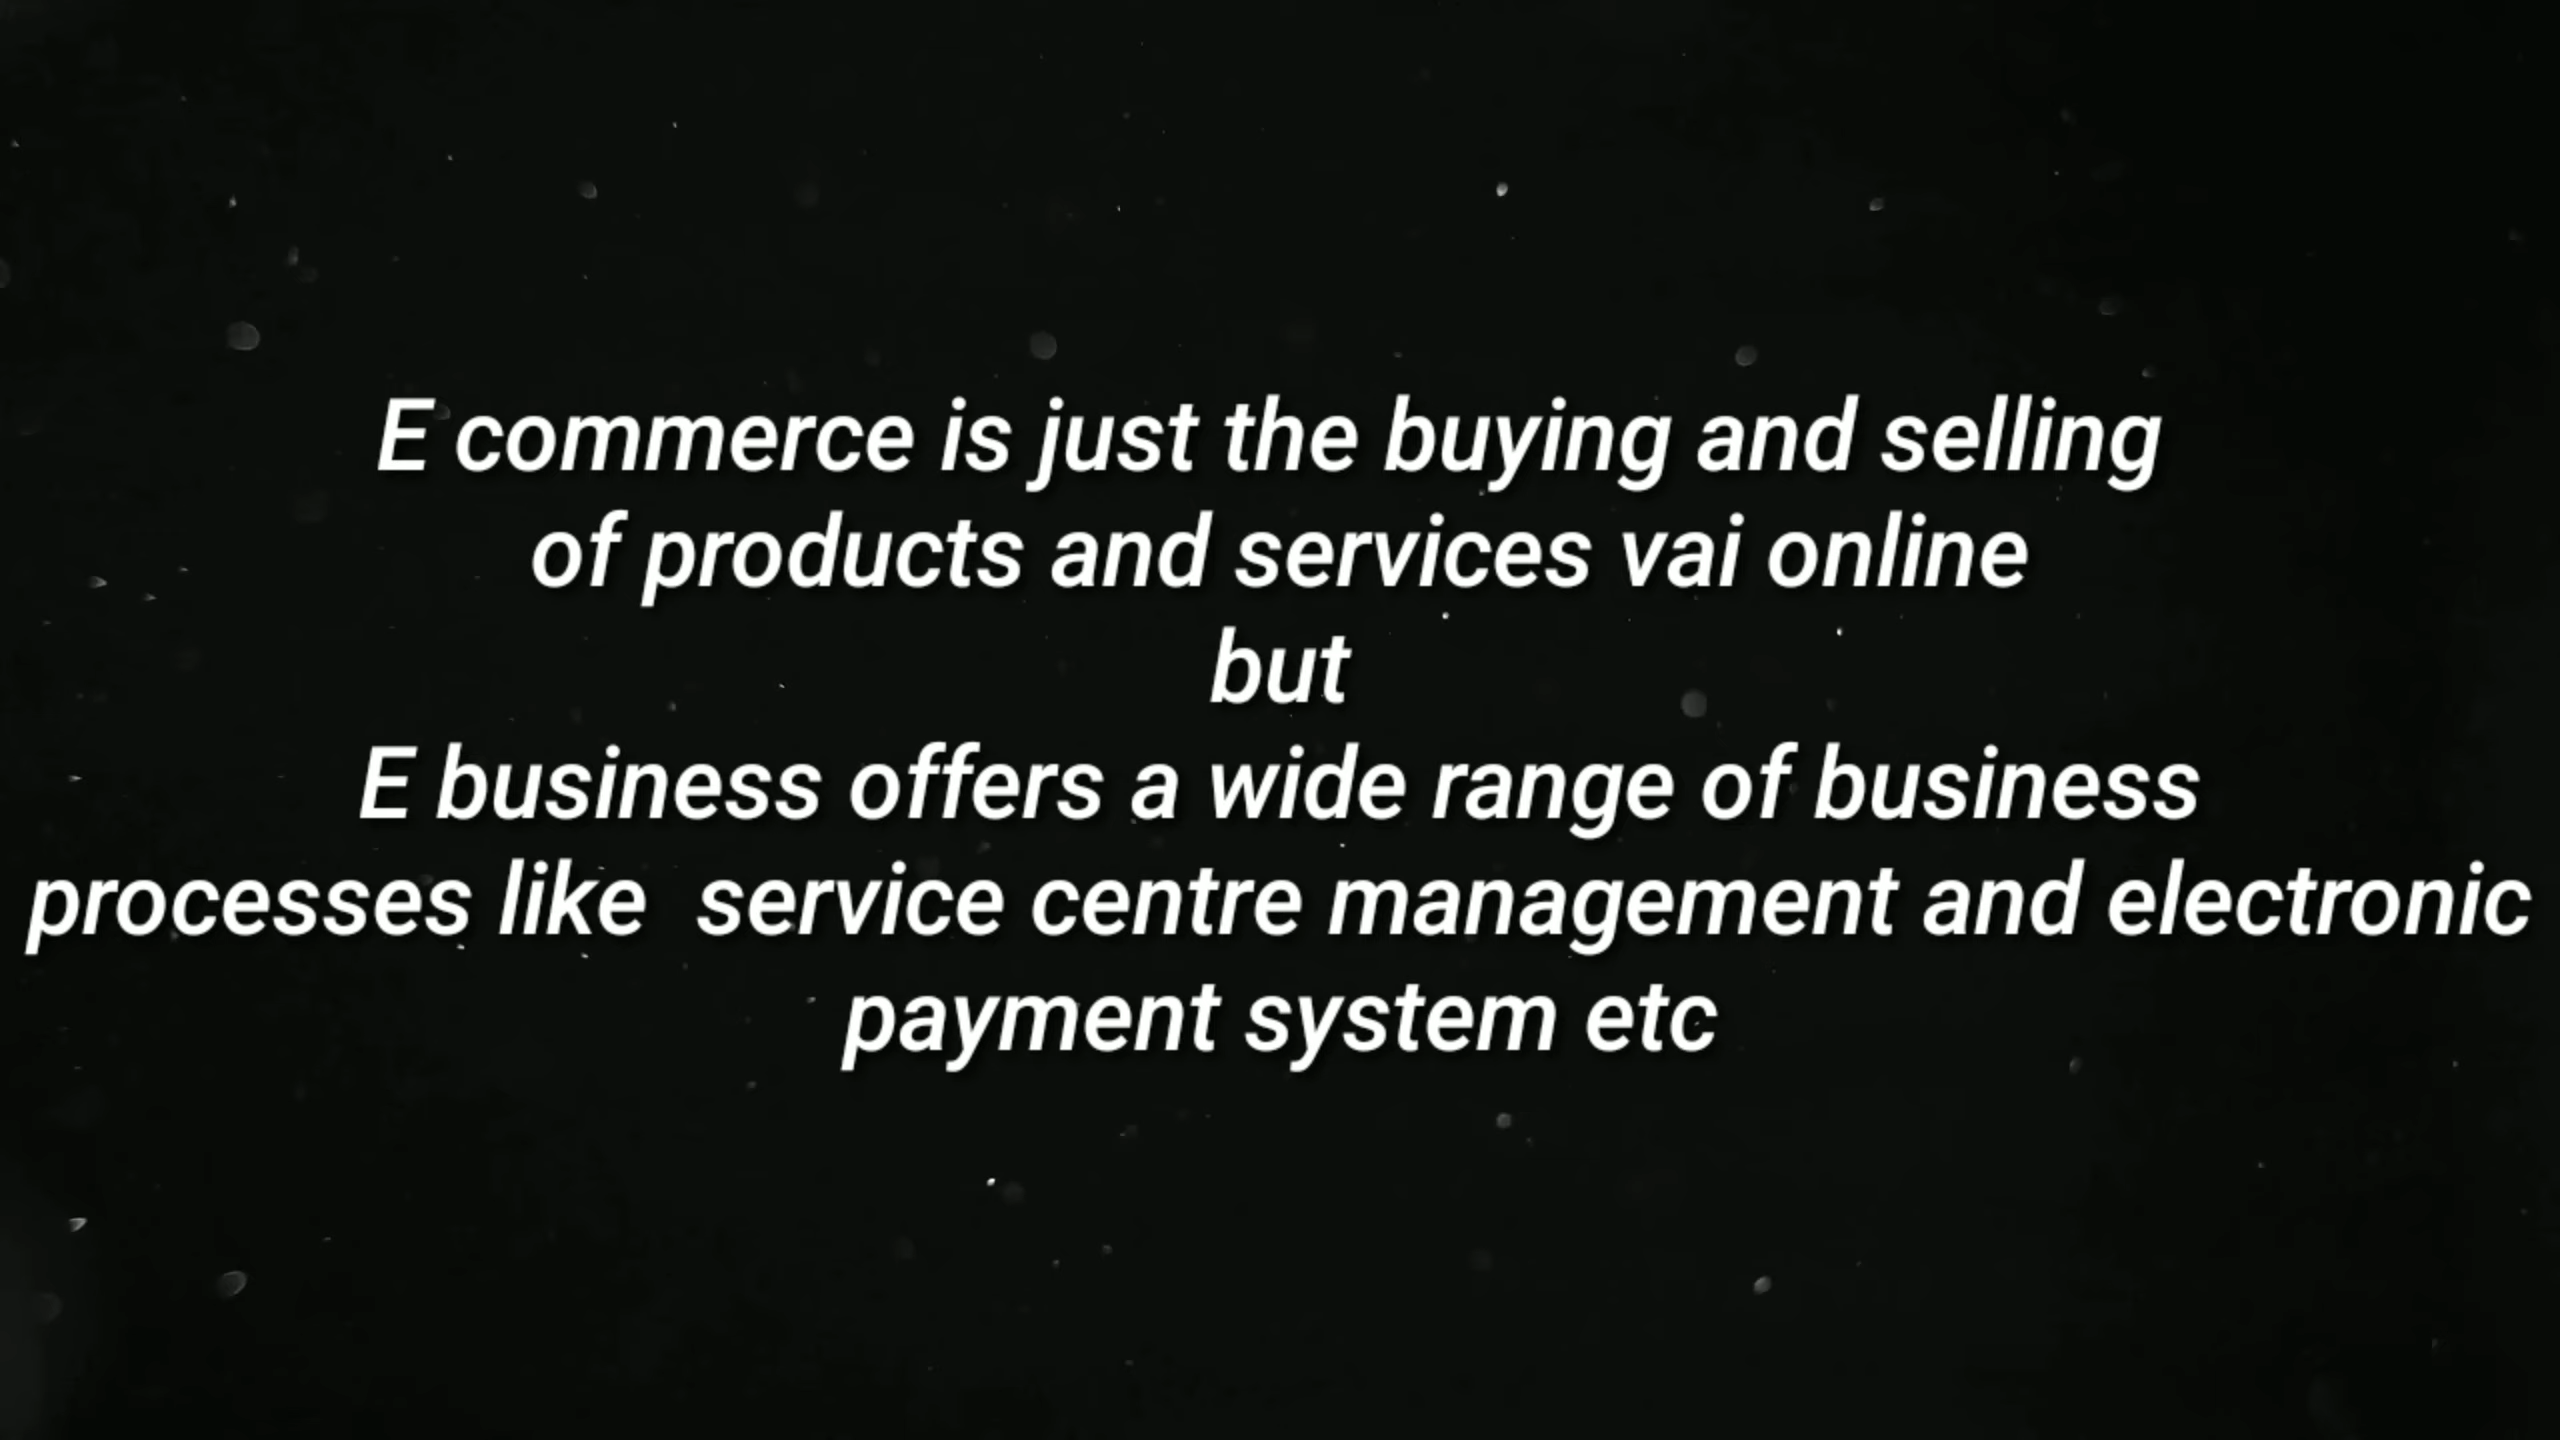 E commerce is just the buying and selling
of products and services vai online
but
E business offers a wide range of business
processes like  service centre management and electronic
payment system etc